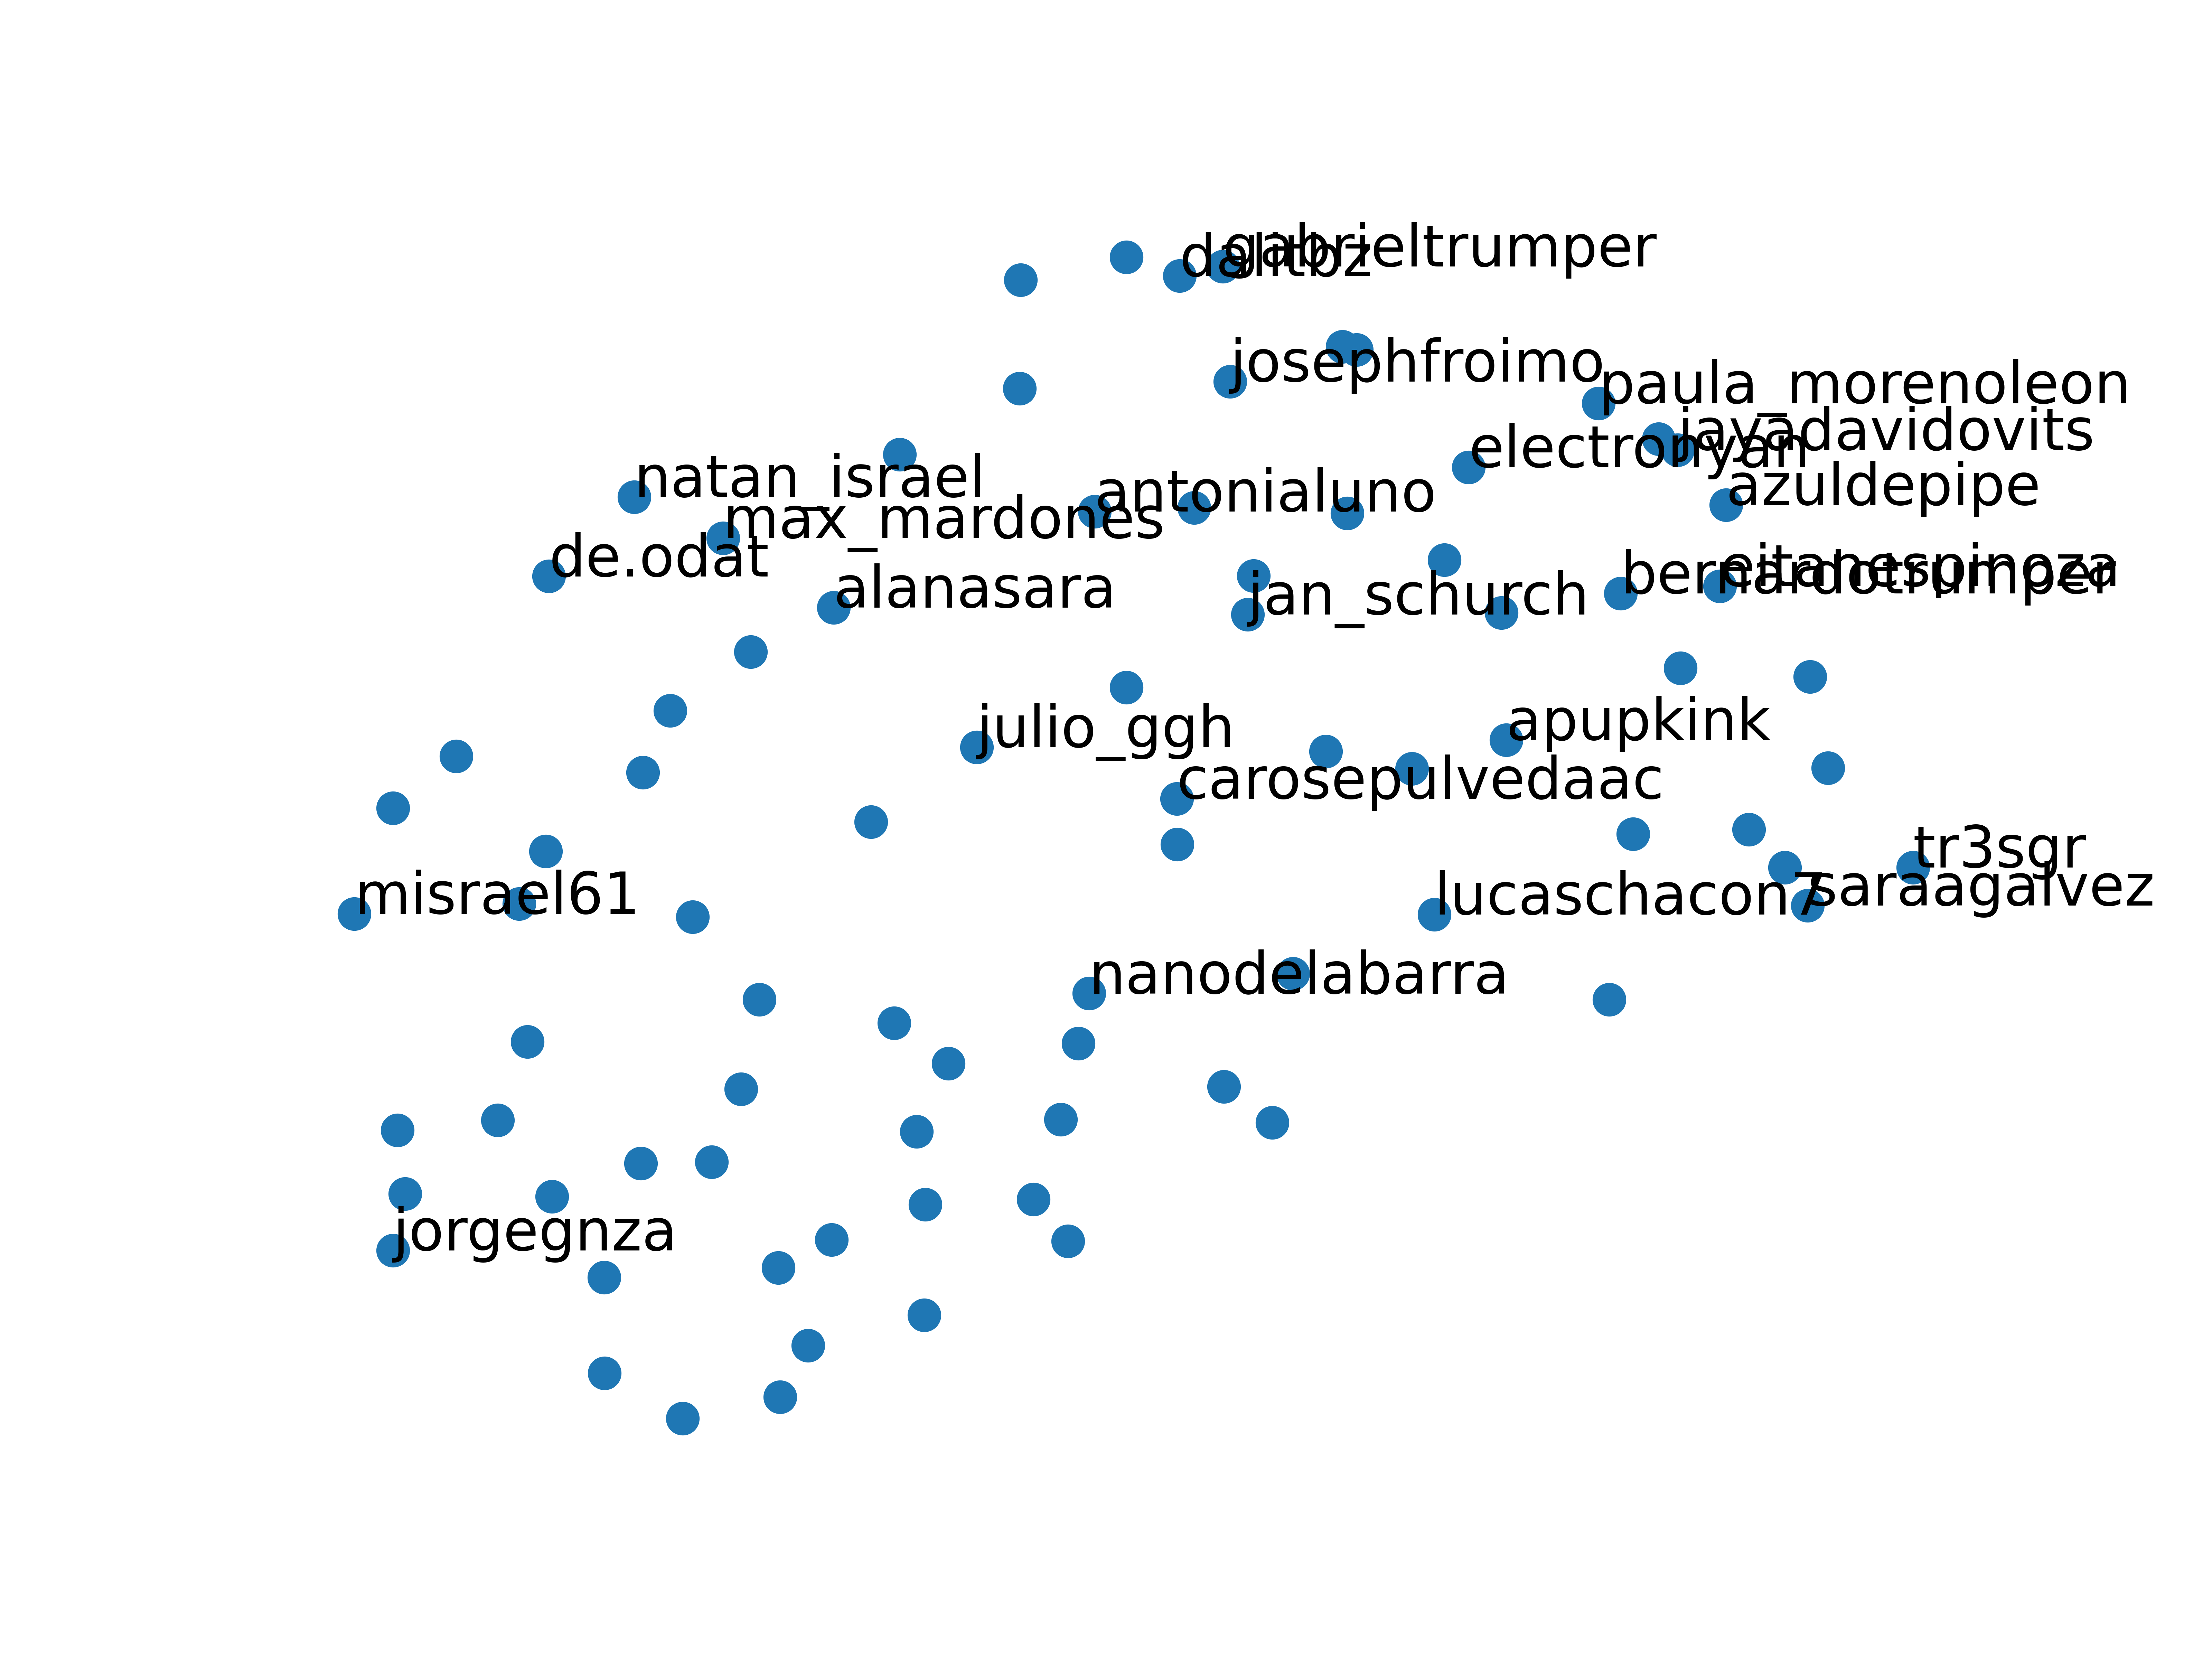 gabrieltrumper
dalitbz
josephfroimo
paula_morenoleon
javadavidovits
electronyan
natan_israel
azuldepipe
antonialuno
max_mardones
de.odat
eitanespinoza
bernardotrumper
alanasara
jan_schurch
apupkink
julio_ggh
carosepulvedaac
tr3sgr
saraagalvez
misrael61
lucaschacon7
nanodelabarra
jorgegnza